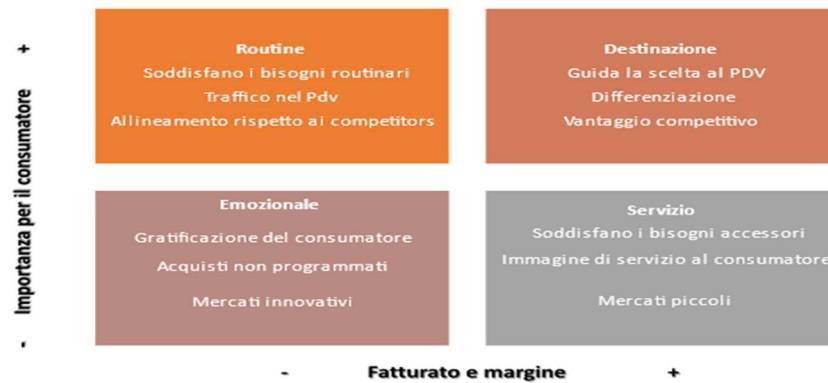 Routine
Soddisfano i bisogni routinari
Traffico nel Pdv
Allineamento rispetto ai competitors
Destinazione
Guida la scelta al PDV
Differenziazione
Vantaggio competitivo
Emozionale
Gratificazione del consumatore
Acquisti non programmati
Mercati innovativi
Servizio
Soddisfano i bisogni accessori
Immagine di servizio al consumatore
Mercati piccoli
- Importanza per il consumatore +
- Fatturato e margine +